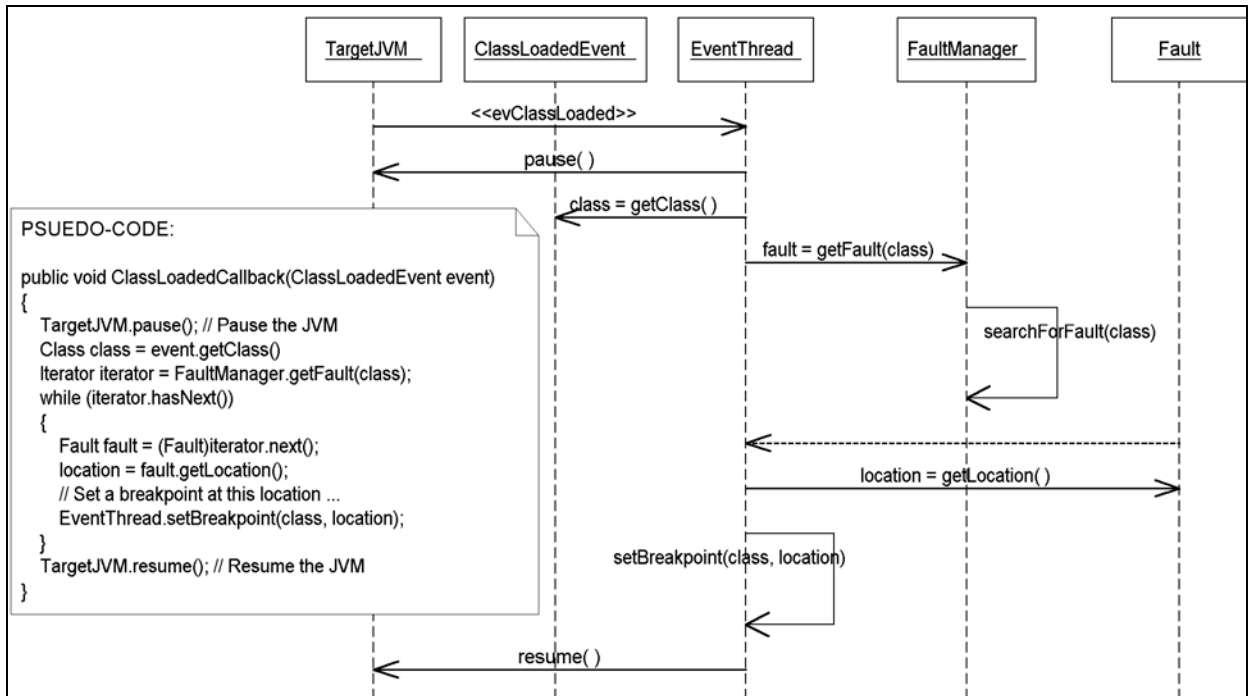 TargetJVM
ClassLoadedEvent
EventThread
FaultManager
Fault
<<evClassLoaded>>
pause( )
class = getClass( )
fault = getFault(class)
searchForFault(class)
location = getLocation( )
setBreakpoint(class, location)
resume( )
PSUEDO-CODE:
public void ClassLoadedCallback(ClassLoadedEvent event)
{
TargetJVM.pause(); // Pause the JVM
Class class = event.getClass()
Iterator iterator = FaultManager.getFault(class);
while (iterator.hasNext())
{
Fault fault = (Fault)iterator.next();
location = fault.getLocation();
// Set a breakpoint at this location ...
EventThread.setBreakpoint(class, location);
}
TargetJVM.resume(); // Resume the JVM
}